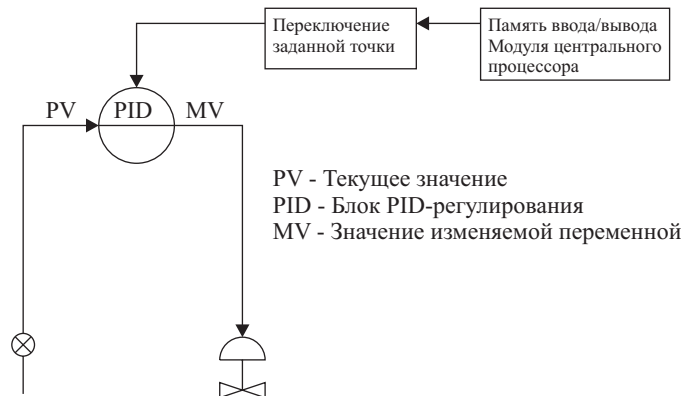 Переключение
заданной точки
Память ввода/вывода
Модуля центрального
процессора
PV
PID
MV
PV - Текущее значение
PID - Блок PID-регулирования
MV - Значение изменяемой переменной